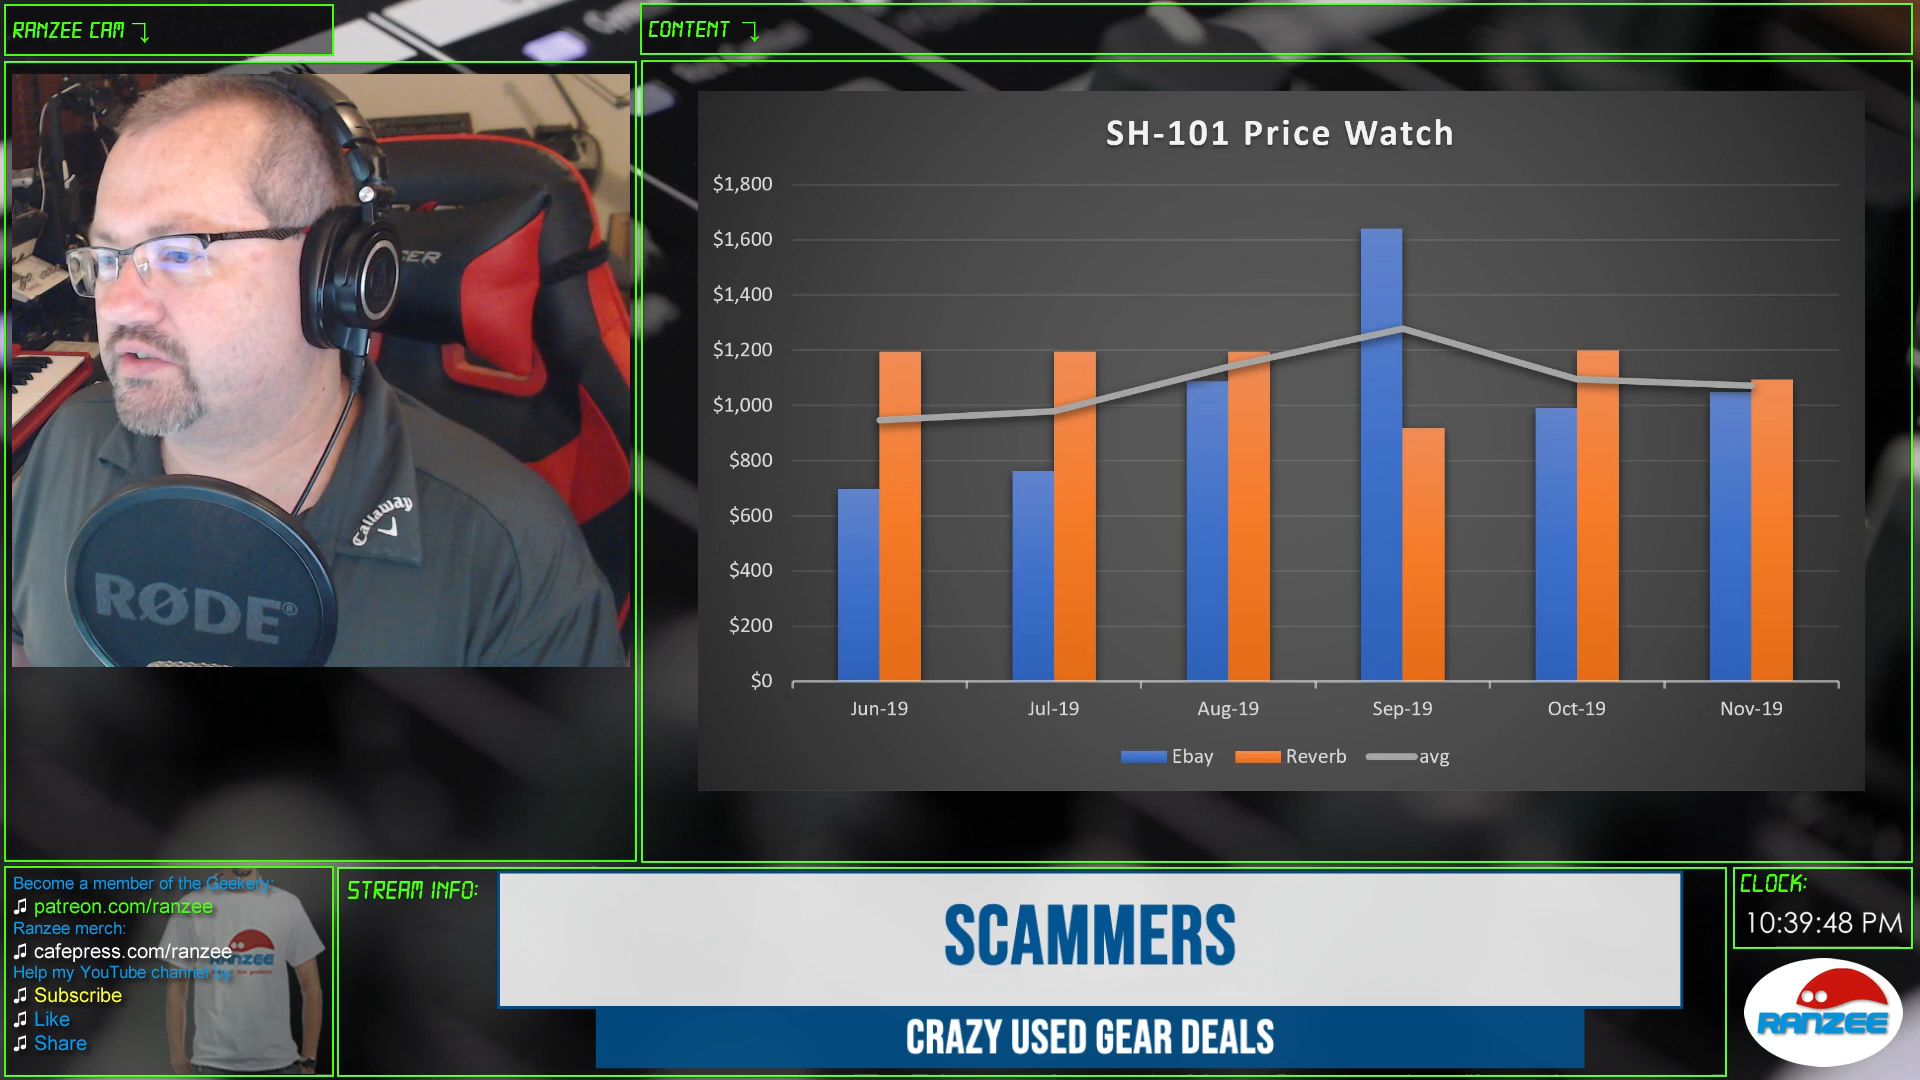 RANZEE CAM
CONTENT
SH-101 Price Watch
$1,800
$1,600
$1,400
$1,200
$1,000
$800
$600
$400
$200
$0
Jun-19 Jul-19 Aug-19 Sep-19 Oct-19 Nov-19
Ebay Reverb avg
CER
Callaway
RØDE®
Become a member of the Geekery:
patreon.com/ranzee
Ranzee merch:
cafepress.com/ranzee
Help my YouTube channel by:
Subscribe
Like
Share
RANZEE
STREAM INFO:
SCAMMERS
CRAZY USED GEAR DEALS
CLOCK:
10:39:48 PM
RANZEE